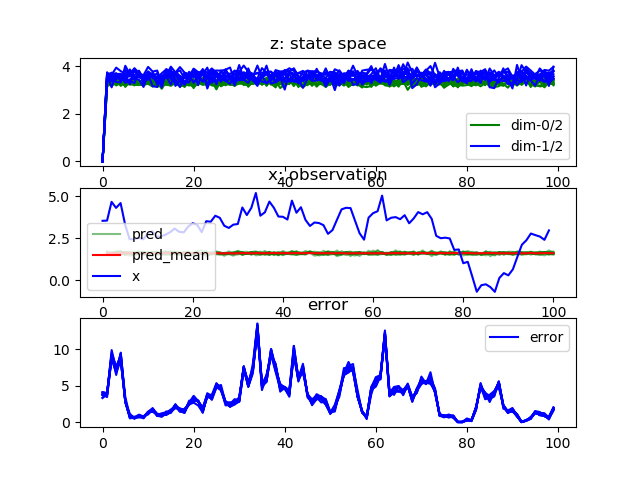 z: state space
4
2
0
dim-0/2
dim-1/2
0 20 40 60 80 100
x: observation
5.0
2.5
0.0
pred
pred_mean
x
0 20 40 60 80 100
error
10
5
0
error
0 20 40 60 80 100